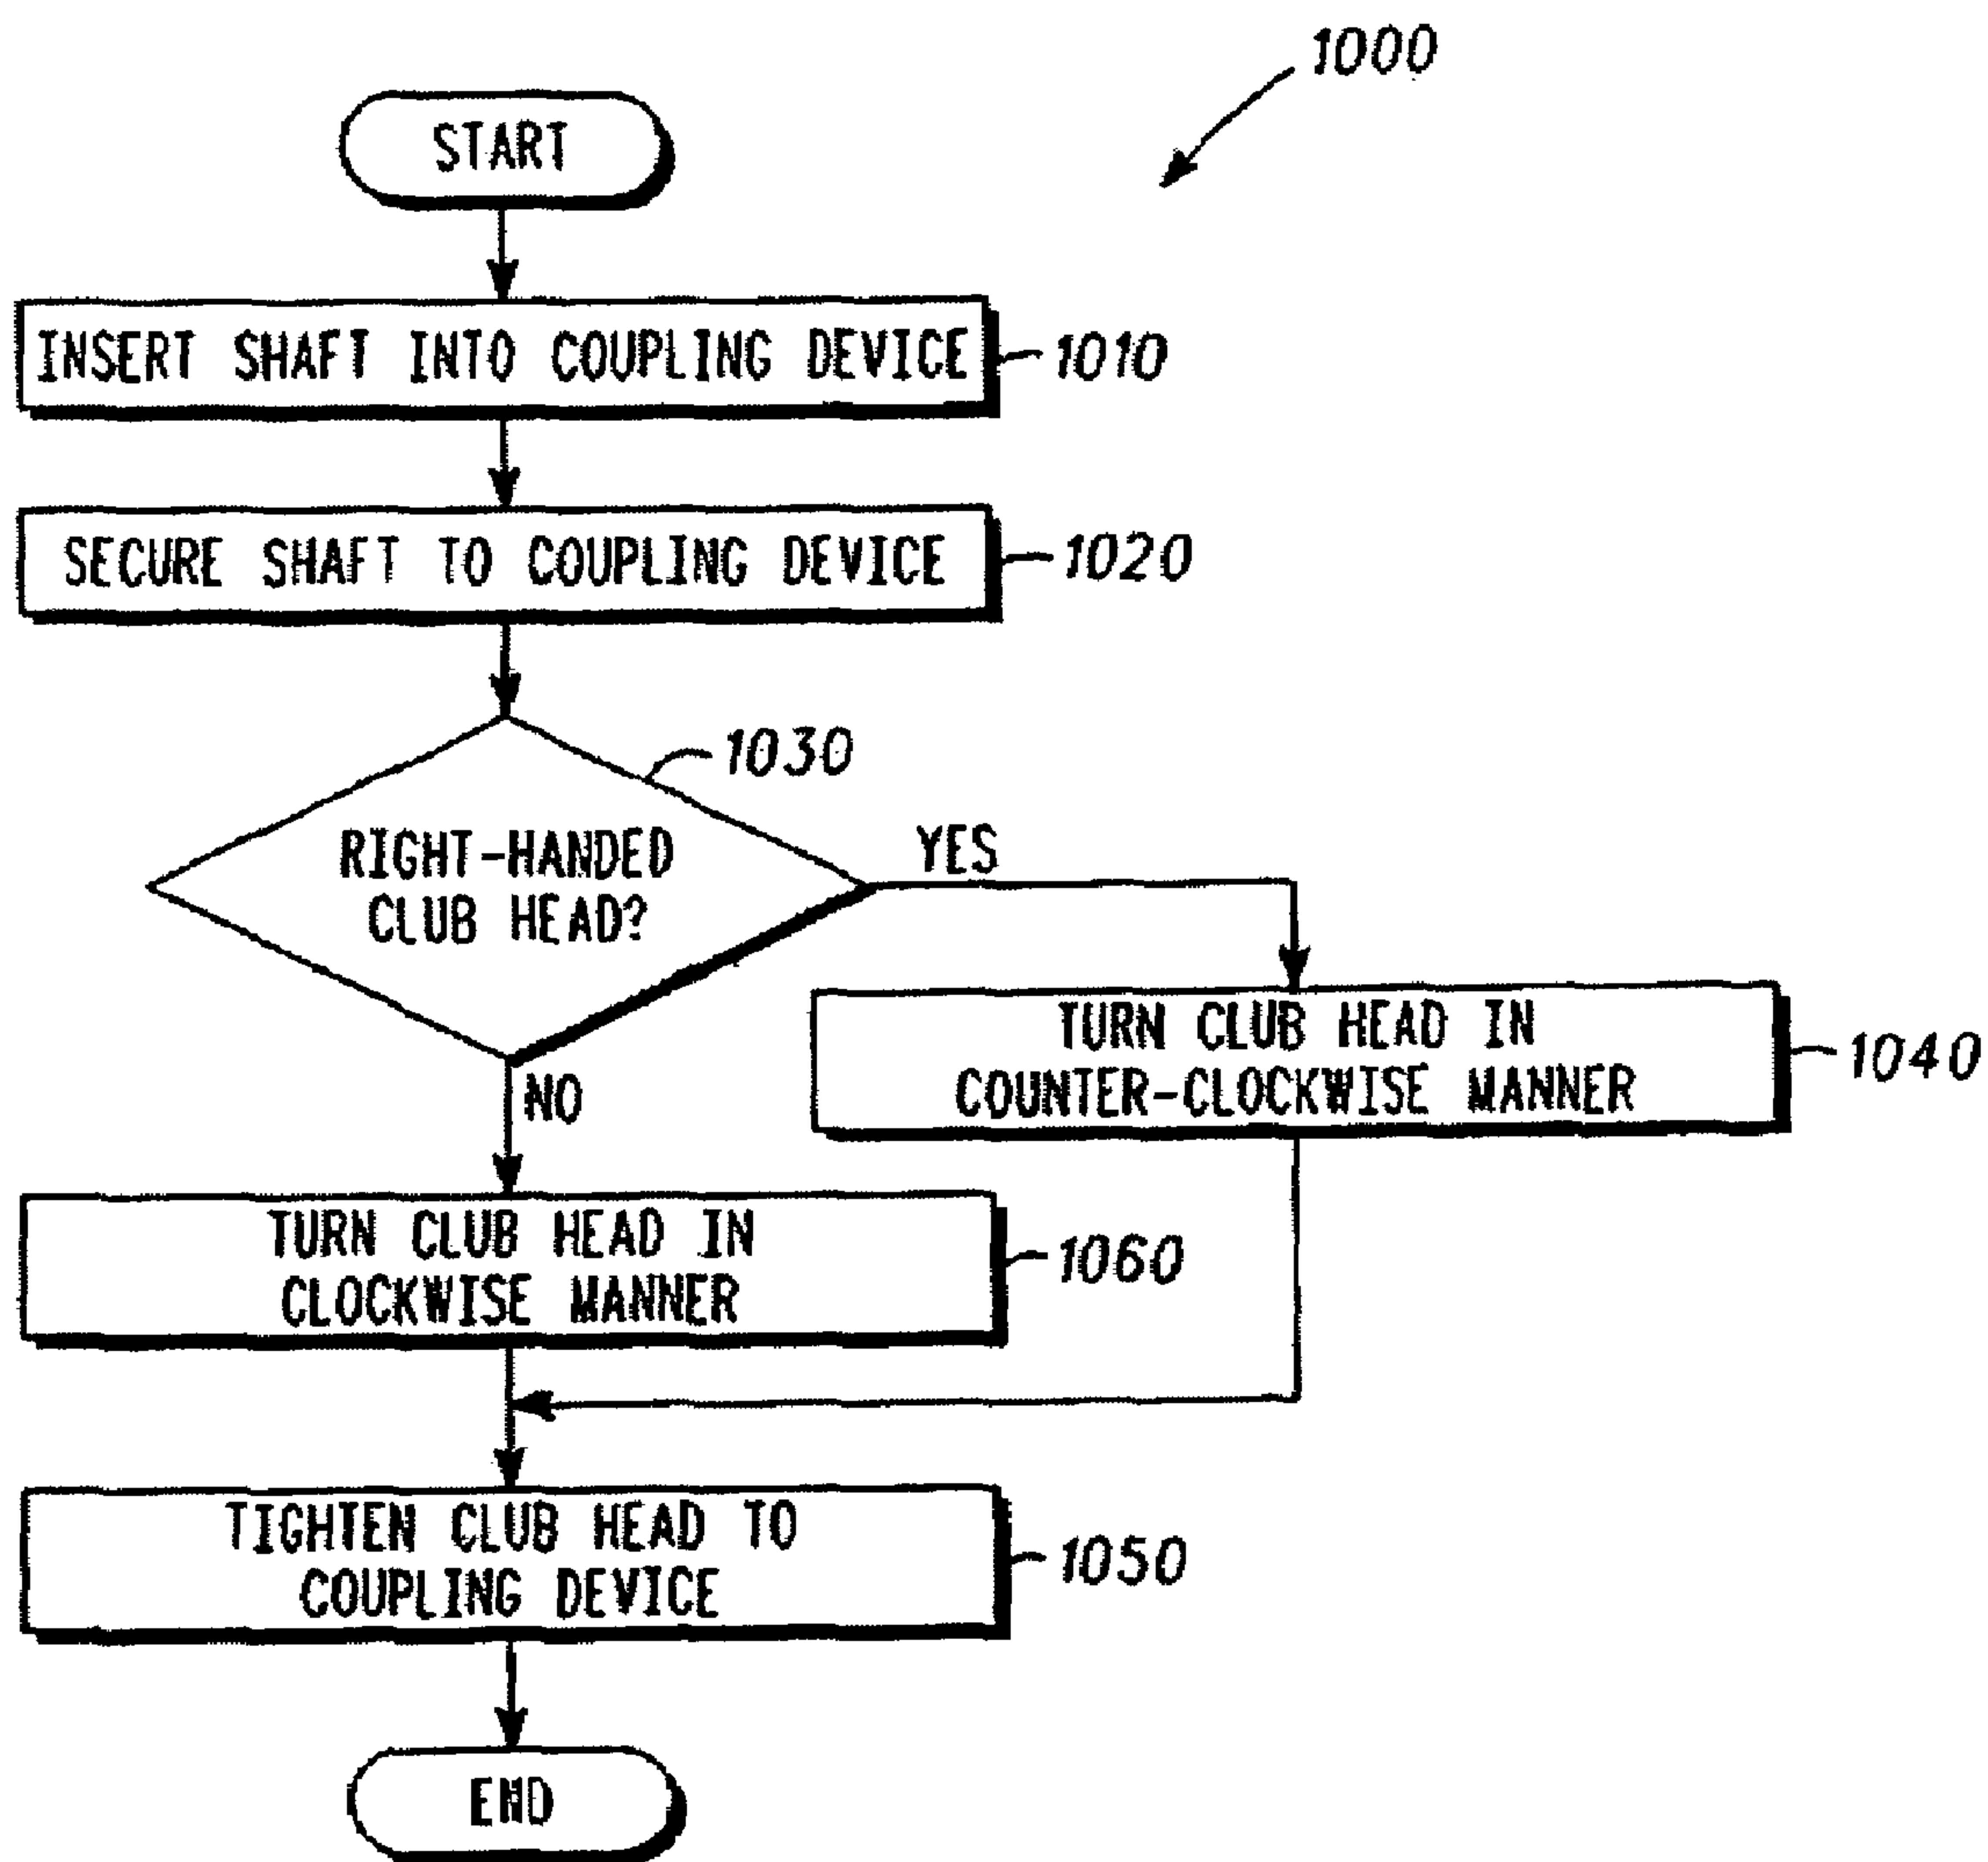 1000
START
INSERT SHAFT INTO COUPLING DEVICE
1010
SECURE SHAFT TO COUPLING DEVICE
1020
1030
RIGHT-HANDED
CLUB HEAD?
YES
TURN CLUB HEAD IN
COUNTER-CLOCKWISE MANNER
1040
NO
TURN CLUB HEAD IN
CLOCKWISE MANNER
1060
TIGHTEN CLUB HEAD TO
COUPLING DEVICE
1050
END